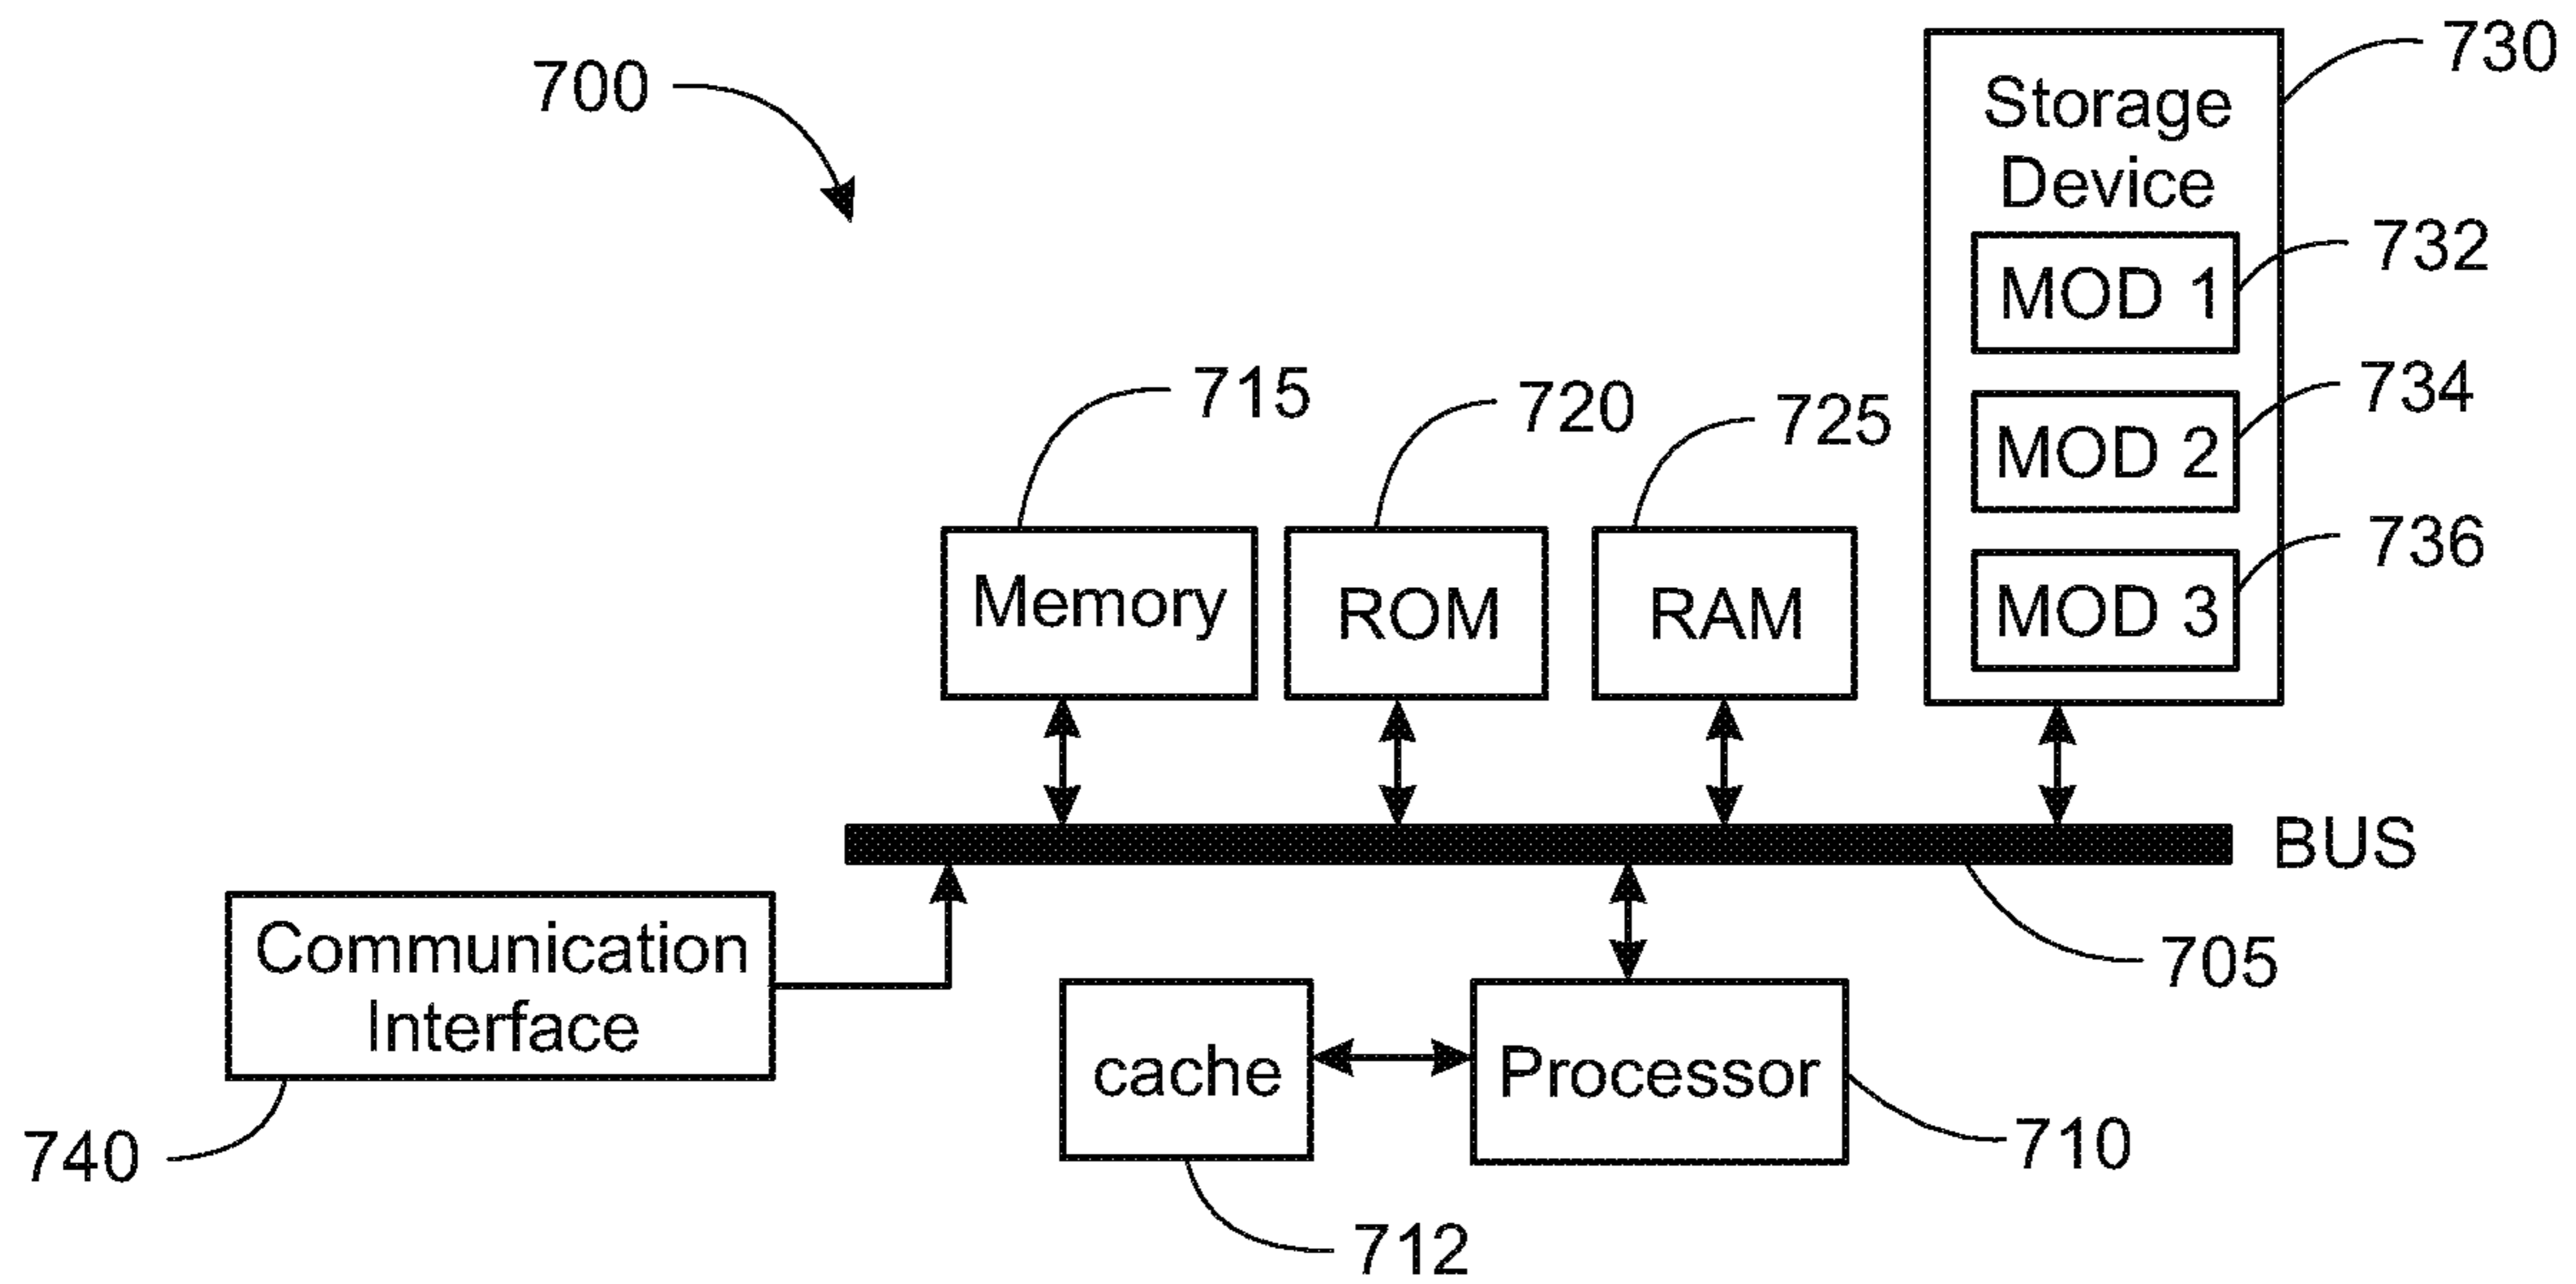 700
730
Storage
Device
732
MOD 1
734
MOD 2
736
MOD 3
715
720
725
Memory
ROM
RAM
BUS
705
Communication
Interface
740
cache
Processor
710
712